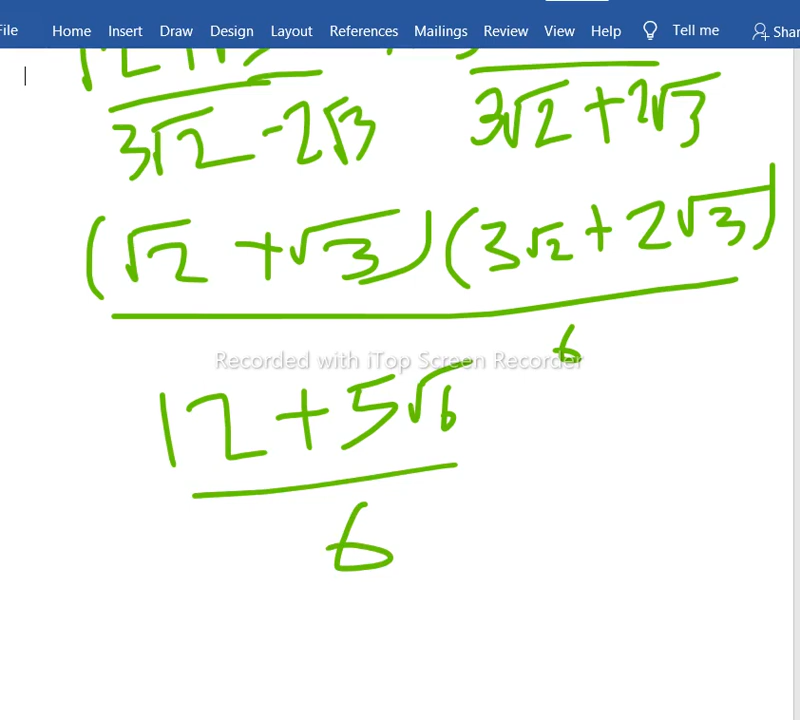 File Home Insert Draw Design Layout References Mailings Review View Help Tell me Shar
3√2 - 2√3 3√2 + 2√3
(√2 + √3)(3√2 + 2√3)
6
Recorded with iTop Screen Recorder
12 + 5√6
6